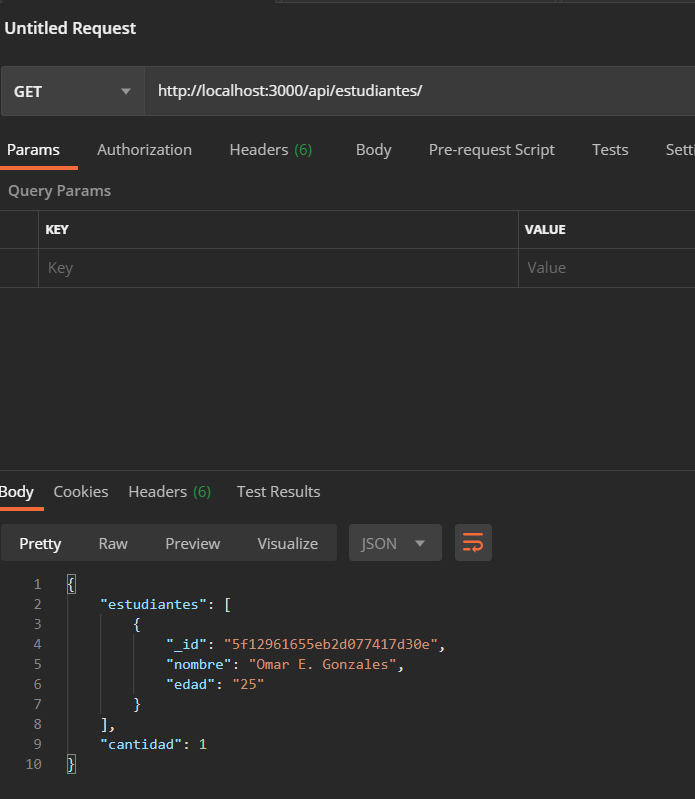 Untitled Request
GET http://localhost:3000/api/estudiantes/
Params Authorization Headers (6) Body Pre-request Script Tests Setti
Query Params
KEY VALUE
Key Value
Body Cookies Headers (6) Test Results
Pretty Raw Preview Visualize JSON
1 {
2 "estudiantes": [
3 {
4 "_id": "5f12961655eb2d077417d30e",
5 "nombre": "Omar E. Gonzales",
6 "edad": "25"
7 }
8 ],
9 "cantidad": 1
10 }